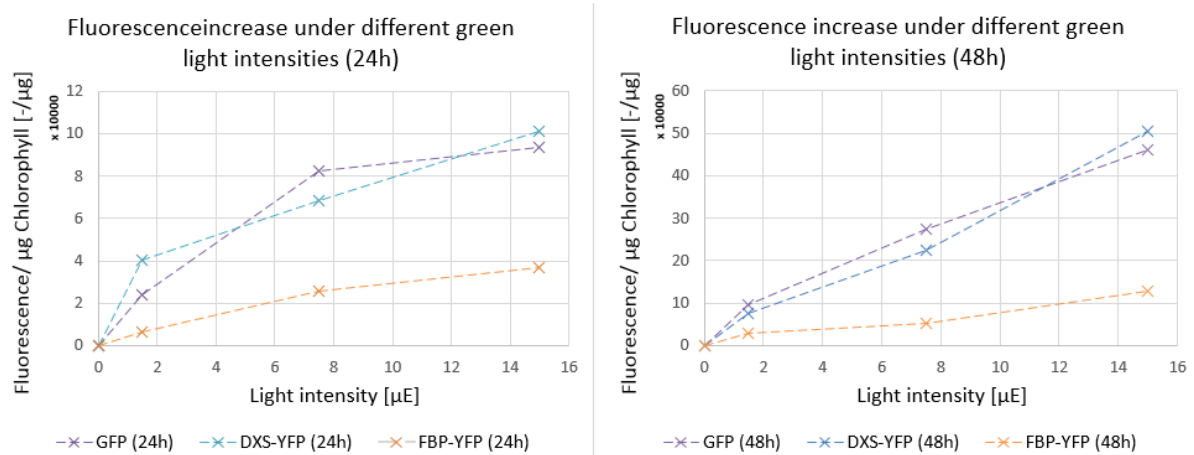 Fluorescenceincrease under different green
light intensities (24h)
Fluorescence/ µg Chlorophyll [-/µg]
x 10000
12
10
8
6
4
2
0
0 2 4 6 8 10 12 14 16
Light intensity [µE]
GFP (24h) DXS-YFP (24h) FBP-YFP (24h)
Fluorescence increase under different green
light intensities (48h)
Fluorescence/ µg Chlorophyll [-/µg]
x 10000
60
50
40
30
20
10
0
0 2 4 6 8 10 12 14 16
Light intensity [µE]
GFP (48h) DXS-YFP (48h) FBP-YFP (48h)